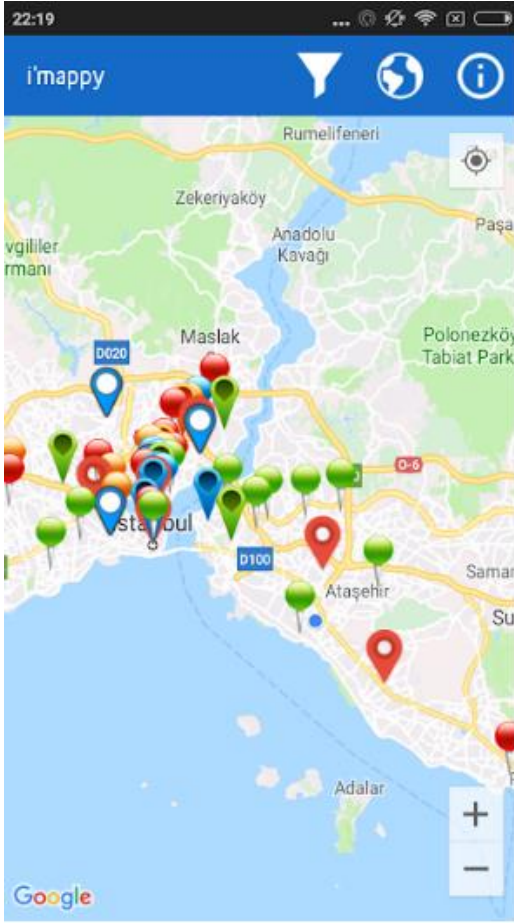 22:19
...
i'mappy
Rumelifeneri
Zekeriyaköy
Anadolu
Kavağı
Paşa
vgililer
rmanı
Maslak
Polonezköy
Tabiat Park
D020
O-6
İstanbul
D100
Ataşehir
Samar
Su
Adalar
+
−
Google